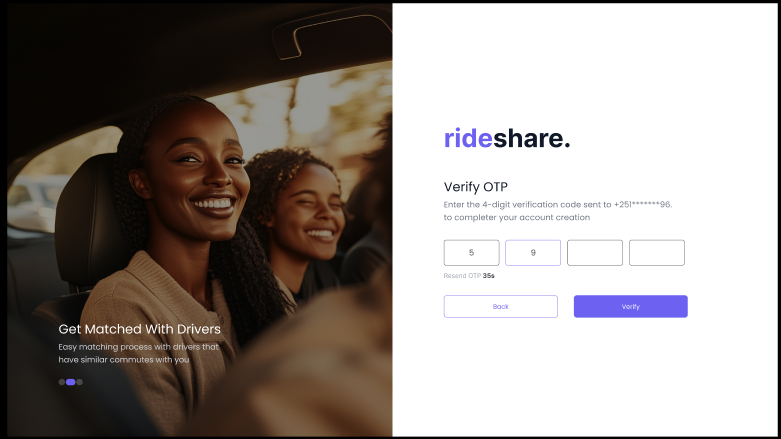 rideshare.
Verify OTP
Enter the 4-digit verification code sent to +251*******96.
to completer your account creation
5 9
Resend OTP 35s
Back Verify
Get Matched With Drivers
Easy matching process with drivers that
have similar commutes with you